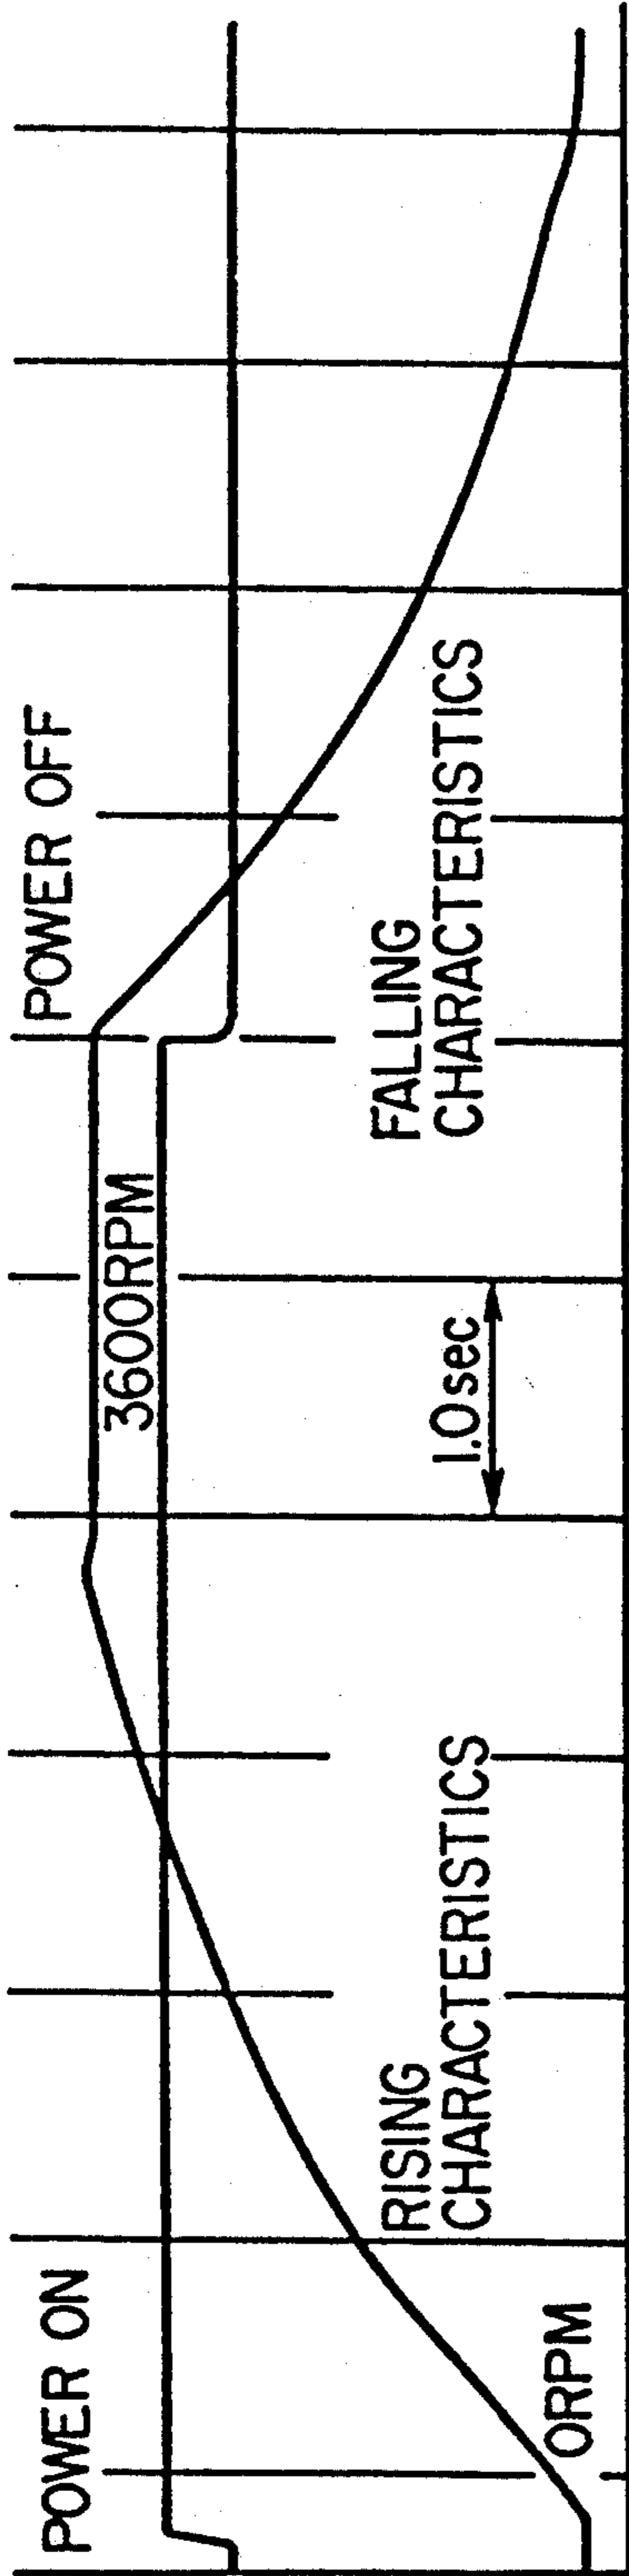 POWER ON
POWER OFF
3600RPM
1.0sec
RISING
CHARACTERISTICS
FALLING
CHARACTERISTICS
0RPM